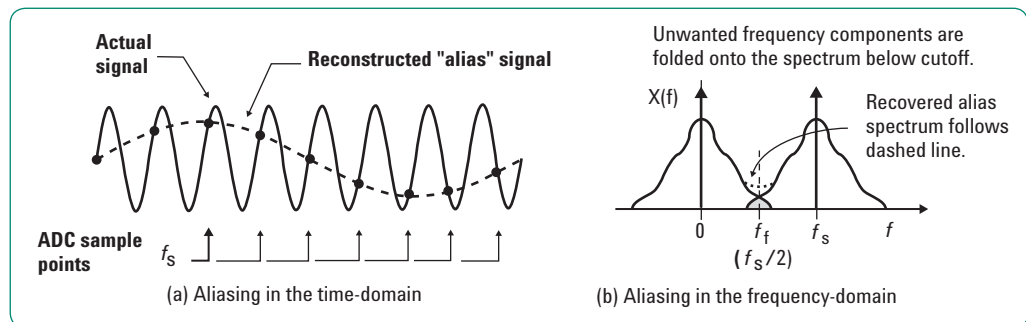 Actual
signal
Reconstructed "alias" signal
ADC sample
points
fs
(a) Aliasing in the time-domain
Unwanted frequency components are
folded onto the spectrum below cutoff.
X(f)
Recovered alias
spectrum follows
dashed line.
0
ff
fs
f
(fs/2)
(b) Aliasing in the frequency-domain